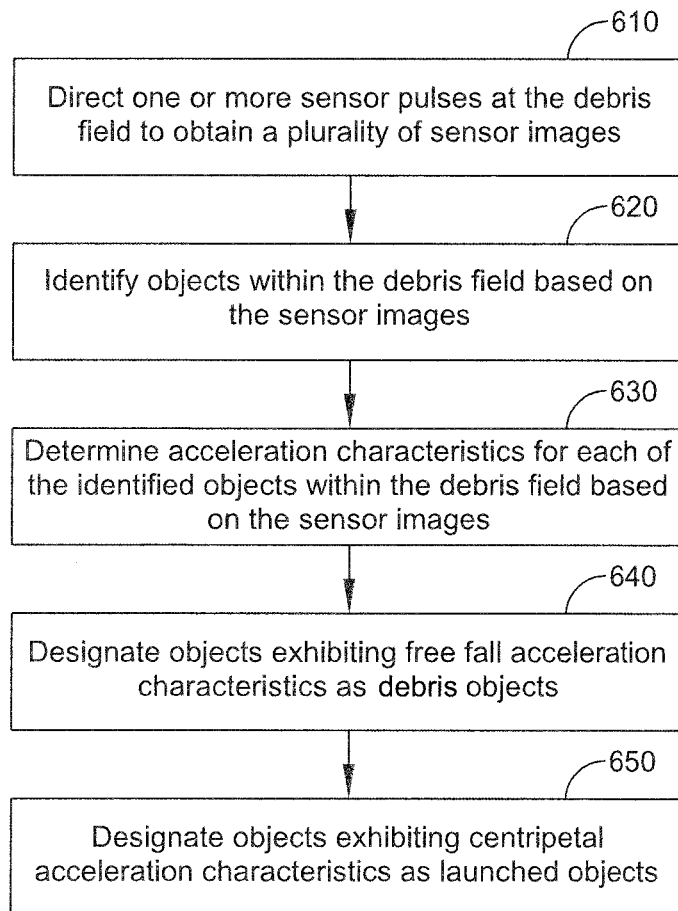 610
Direct one or more sensor pulses at the debris
field to obtain a plurality of sensor images
620
Identify objects within the debris field based on
the sensor images
630
Determine acceleration characteristics for each of
the identified objects within the debris field based
on the sensor images
640
Designate objects exhibiting free fall acceleration
characteristics as debris objects
650
Designate objects exhibiting centripetal
acceleration characteristics as launched objects